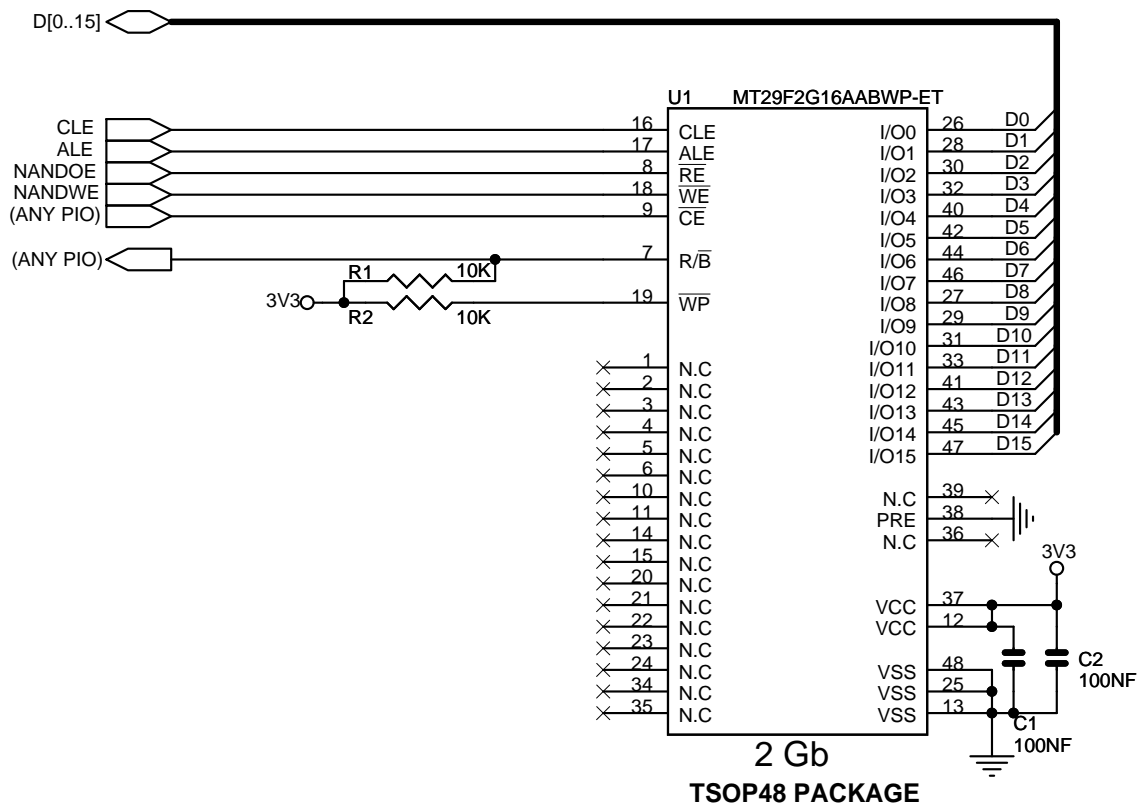 D[0..15]
U1 MT29F2G16AABWP-ET
CLE 16 CLE I/O0 26 D0
ALE 17 ALE I/O1 28 D1
NANDOE 8 RE I/O2 30 D2
NANDWE 18 WE I/O3 32 D3
(ANY PIO) 9 CE I/O4 40 D4
I/O5 42 D5
(ANY PIO) 7 R/B I/O6 44 D6
R1 10K I/O7 46 D7
3V3 19 WP I/O8 27 D8
R2 10K I/O9 29 D9
I/O10 31 D10
1 N.C I/O11 33 D11
2 N.C I/O12 41 D12
3 N.C I/O13 43 D13
4 N.C I/O14 45 D14
5 N.C I/O15 47 D15
6 N.C
10 N.C N.C 39
11 N.C PRE 38
14 N.C N.C 36
15 N.C 3V3
20 N.C
21 N.C VCC 37
22 N.C VCC 12
23 N.C
24 N.C VSS 48 C2
34 N.C VSS 25 100NF
35 N.C VSS 13
C1
100NF
2 Gb
TSOP48 PACKAGE